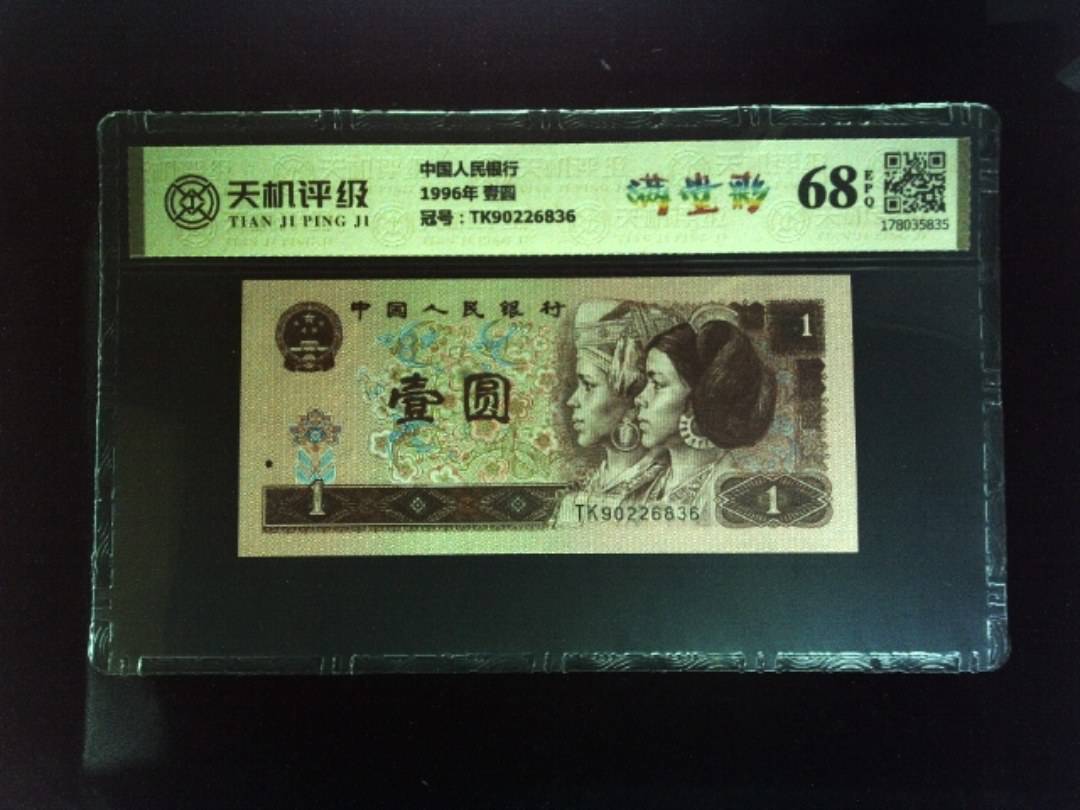 天机评级
TIAN JI PING JI
中国人民银行
1996年 壹圆
冠号：TK90226836
满堂彩
68
EPQ
178035835
中国人民银行
1
壹圆
1
TK90226836
1